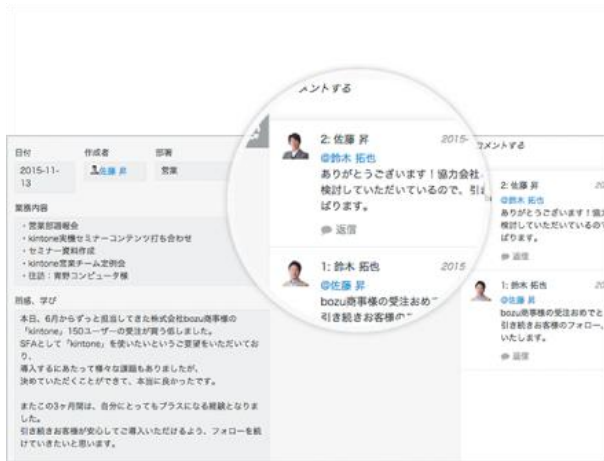 日付
作成者
部署
2015-11-
13
佐藤 昇
営業
業務内容
・営業部週報会
・kintone実機セミナーコンテンツ打ち合わせ
・セミナー資料作成
・kintone営業チーム定例会
・往訪：青野コンピュータ様
所感、学び
本日、6月からずっと担当してきた株式会社bozu商事様の
「kintone」150ユーザーの受注が
SFAとして「kintone」を使いたいというご要望をいただいてお
り、
導入するにあたって様々な課題もありましたが、
決めていただくことができて、本当に良かったです。
またこの3ヶ月間は、自分にとってもプラスになる経験となりま
した。
引き続きお客様が安心してご導入いただけるよう、フォローを続
けていきたいと思います。
メントする
2: 佐藤 昇
2015-
@鈴木 拓也
ありがとうございます！協力会社
検討していただいているので、引
ばります。
返信
1: 鈴木 拓也
2015
@佐藤 昇
bozu商事様の受注おめ
引き続きお客様の
コメントする
2: 佐藤 昇
20
@鈴木 拓也
ありがとうございます！協
検討していただいているので
ばります。
返信
1: 鈴木 拓也
20
@佐藤 昇
bozu商事様の受注おめでと
引き続きお客様のフォロー、
いたします。
返信